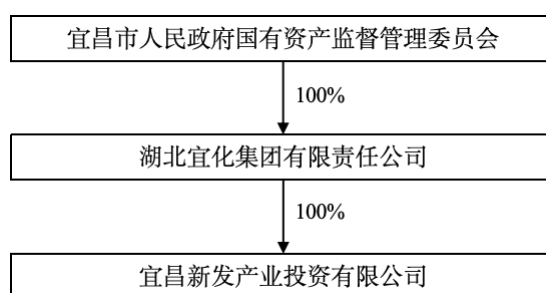 宜昌市人民政府国有资产监督管理委员会
100%
湖北宜化集团有限责任公司
100%
宜昌新发产业投资有限公司